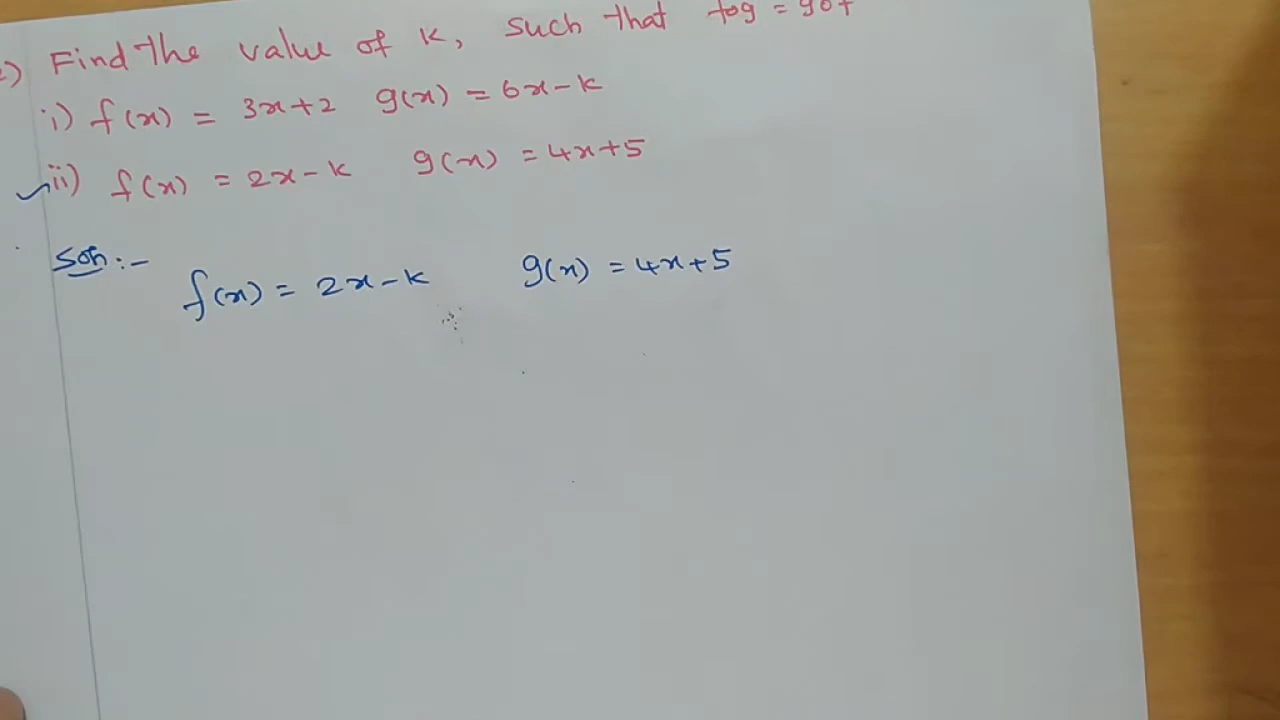 Find the value of k, such that fog = gof
i) f(x) = 3x+2 g(x) = 6x-k
ii) f(x) = 2x-k g(x) = 4x+5
Soln:-
f(x) = 2x-k g(x) = 4x+5